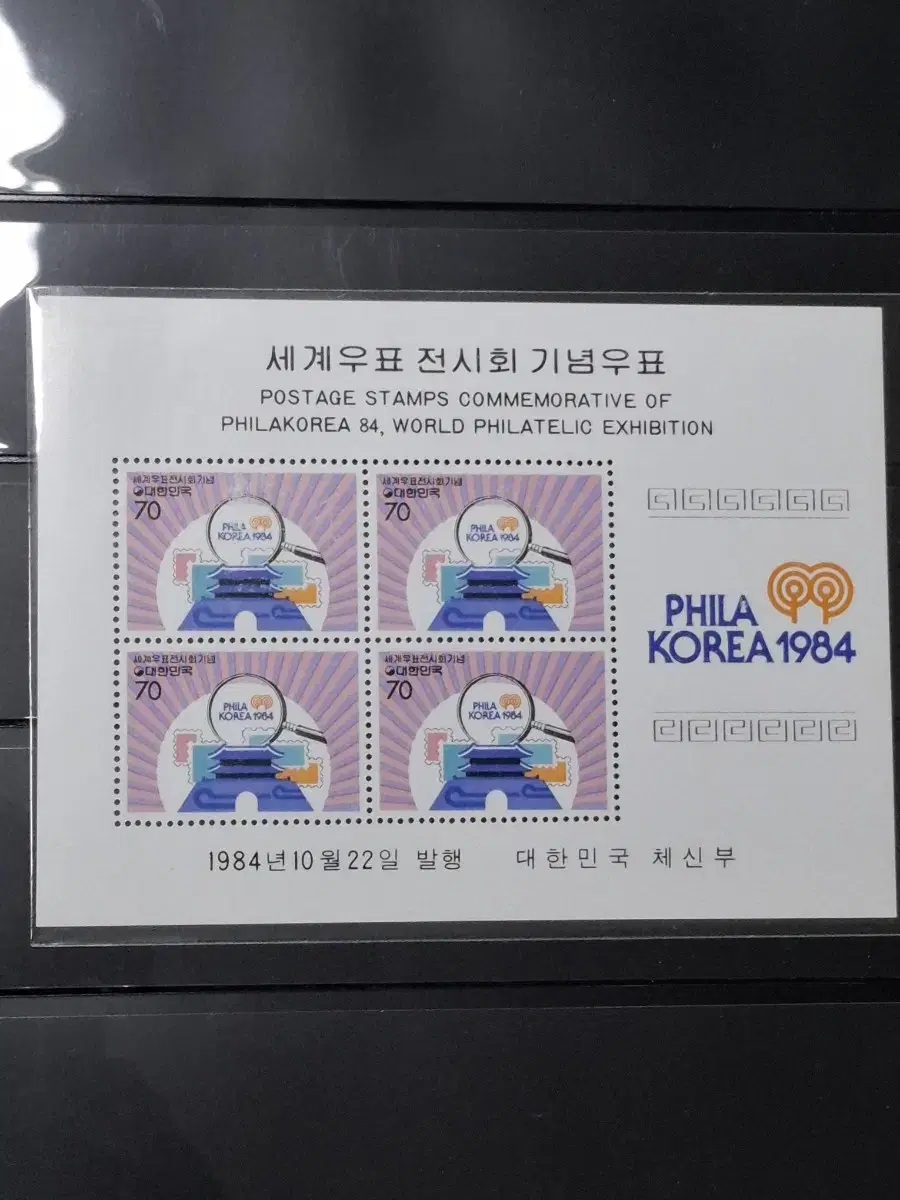 세계우표 전시회 기념우표
POSTAGE STAMPS COMMEMORATIVE OF
PHILAKOREA 84, WORLD PHILATELIC EXHIBITION
세계우표전시회기념
대한민국
70
PHILA
KOREA 1984
세계우표전시회기념
대한민국
70
PHILA
KOREA 1984
세계우표전시회기념
대한민국
70
PHILA
KOREA 1984
세계우표전시회기념
대한민국
70
PHILA
KOREA 1984
PHILA
KOREA 1984
1984년10월22일 발행 대한민국 체신부